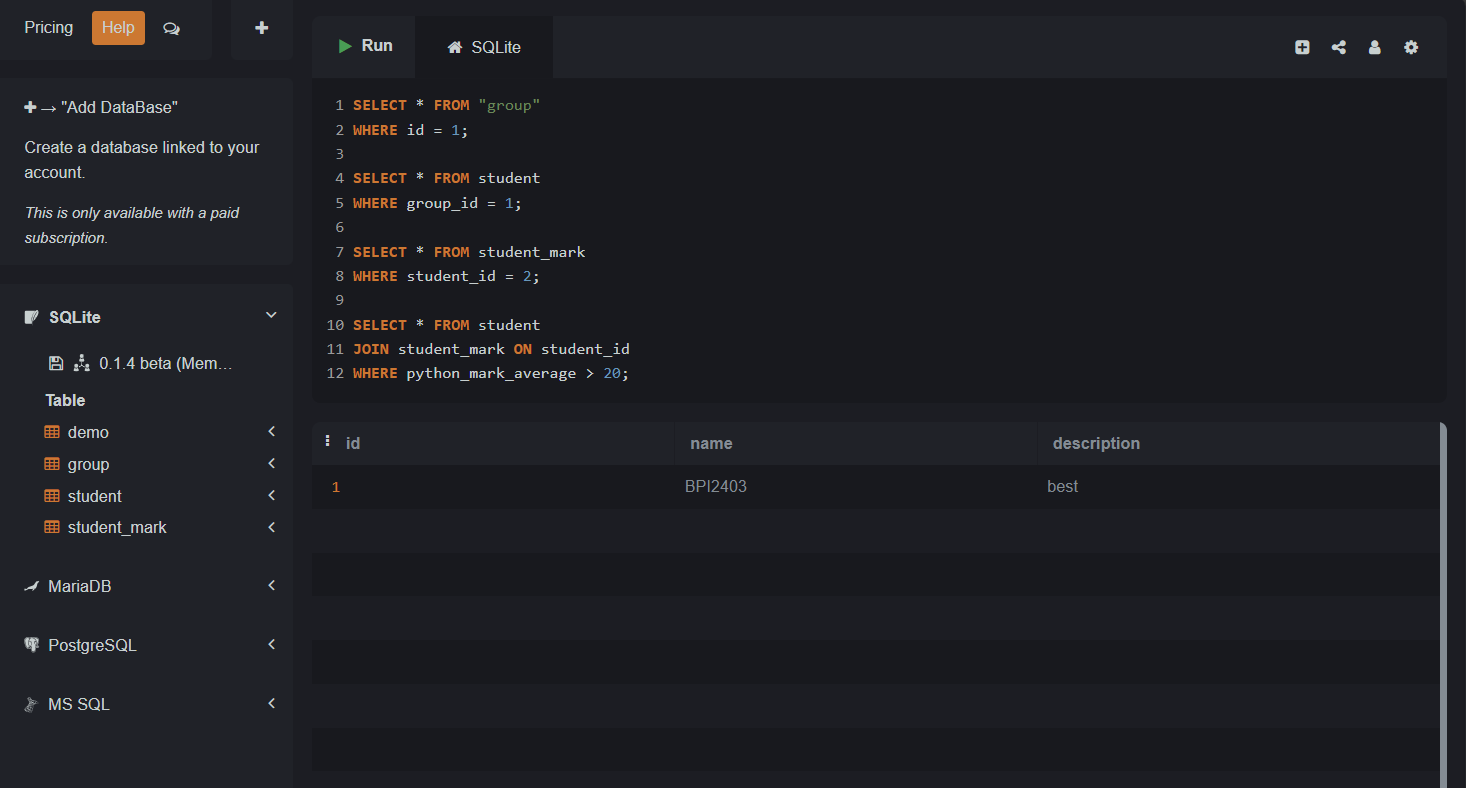 Pricing
Help
Run
SQLite
→ "Add DataBase"
Create a database linked to your
account.
This is only available with a paid
subscription.
SQLite
0.1.4 beta (Mem...
Table
demo
group
student
student_mark
MariaDB
PostgreSQL
MS SQL
1 SELECT * FROM "group"
2 WHERE id = 1;
3
4 SELECT * FROM student
5 WHERE group_id = 1;
6
7 SELECT * FROM student_mark
8 WHERE student_id = 2;
9
10 SELECT * FROM student
11 JOIN student_mark ON student_id
12 WHERE python_mark_average > 20;
id name description
1 BPI2403 best